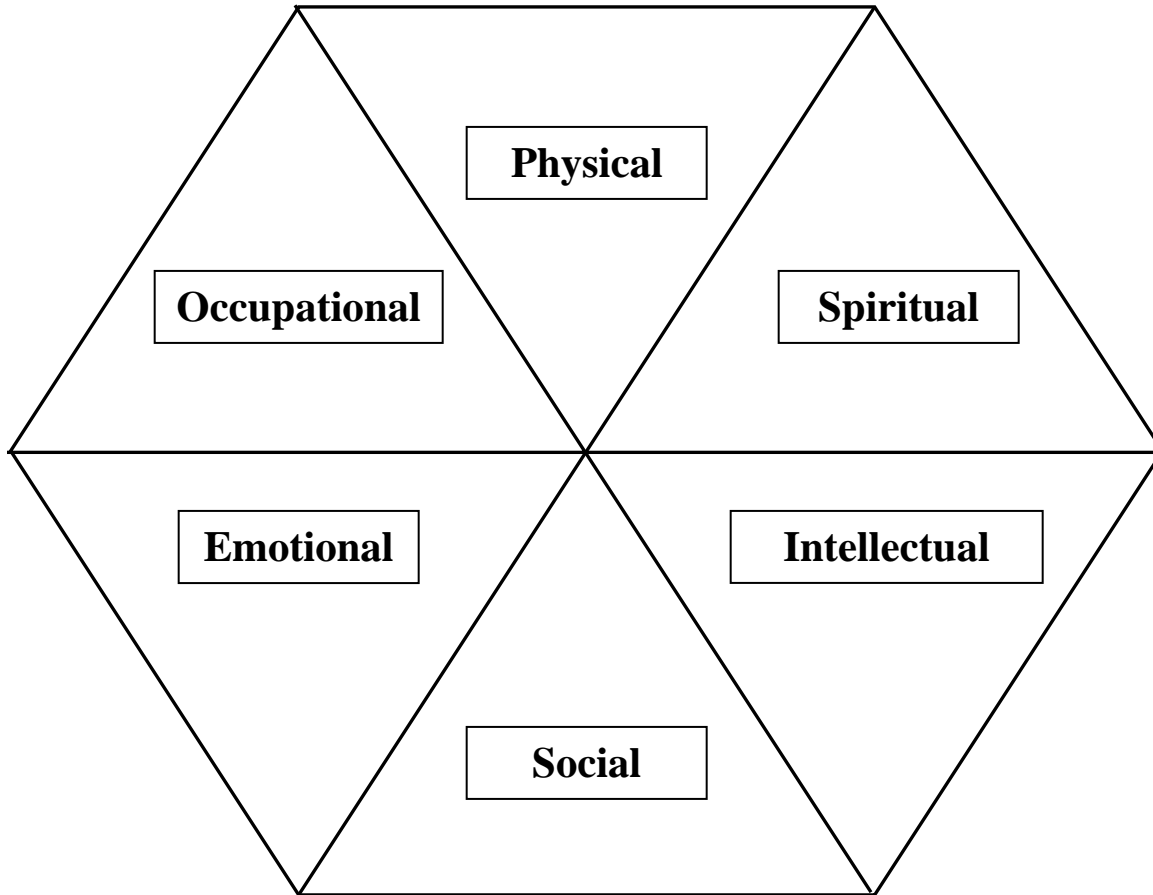 Physical
Occupational
Spiritual
Emotional
Intellectual
Social